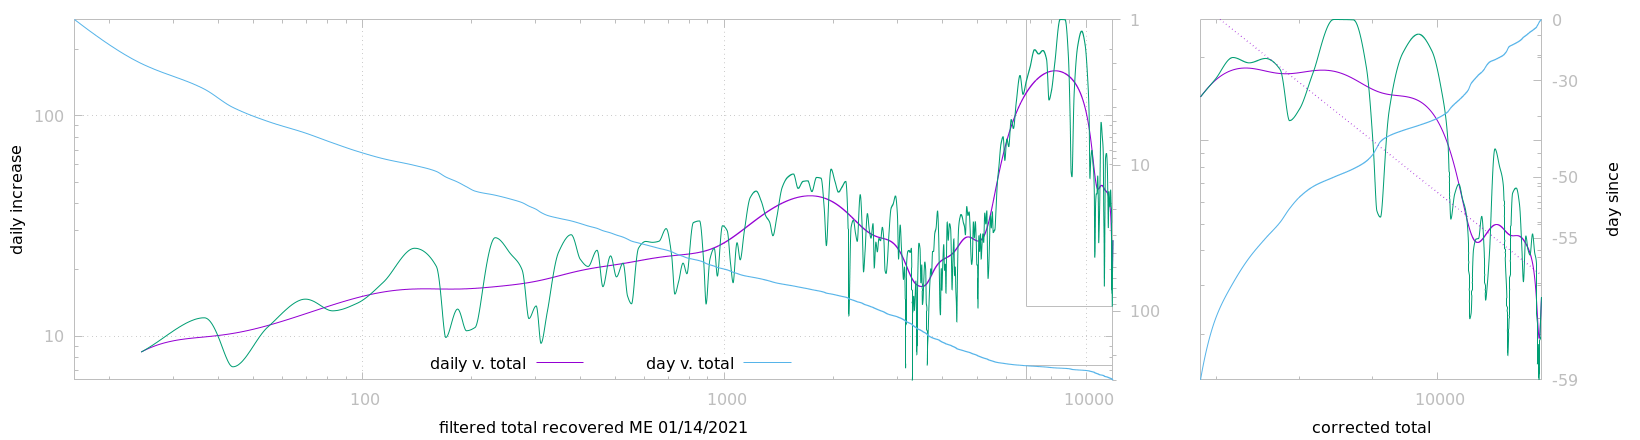 daily increase
100
10
daily v. total
day v. total
100
1000
10000
filtered total recovered ME 01/14/2021
1
10
100
10000
corrected total
0
-30
-50
-55
-59
day since